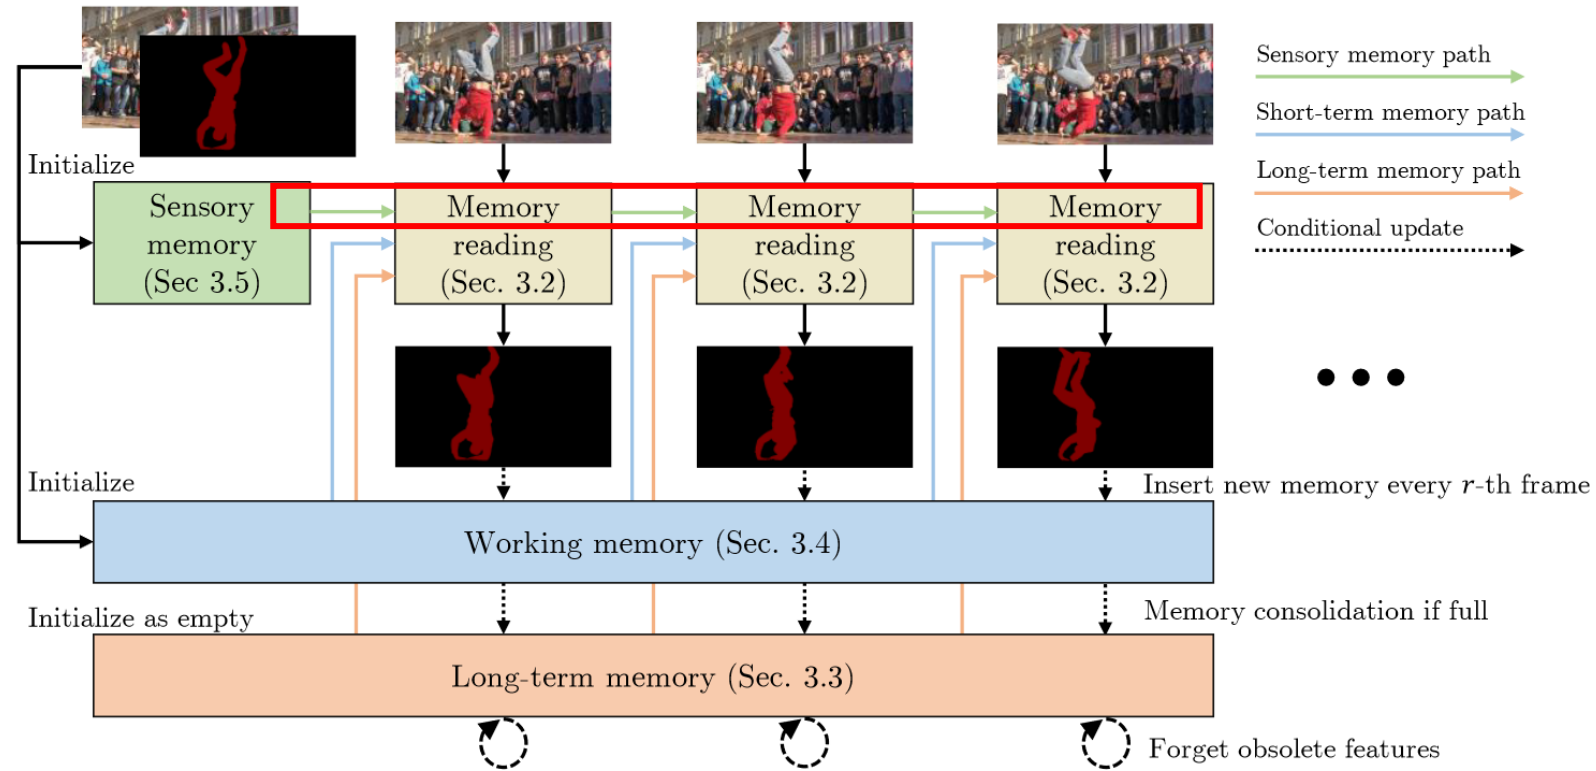 Sensory memory path
Short-term memory path
Long-term memory path
Conditional update
Initialize
Sensory
memory
(Sec 3.5)
Memory
reading
(Sec. 3.2)
Memory
reading
(Sec. 3.2)
Memory
reading
(Sec. 3.2)
Initialize
Insert new memory every r-th frame
Working memory (Sec. 3.4)
Initialize as empty
Memory consolidation if full
Long-term memory (Sec. 3.3)
Forget obsolete features